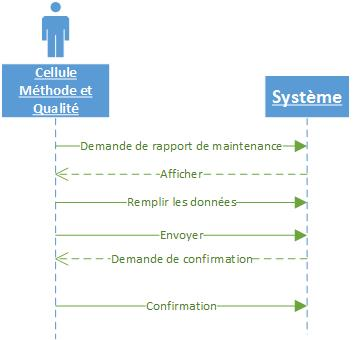 Cellule
Méthode et
Qualité
Système
Demande de rapport de maintenance
Afficher
Remplir les données
Envoyer
Demande de confirmation
Confirmation